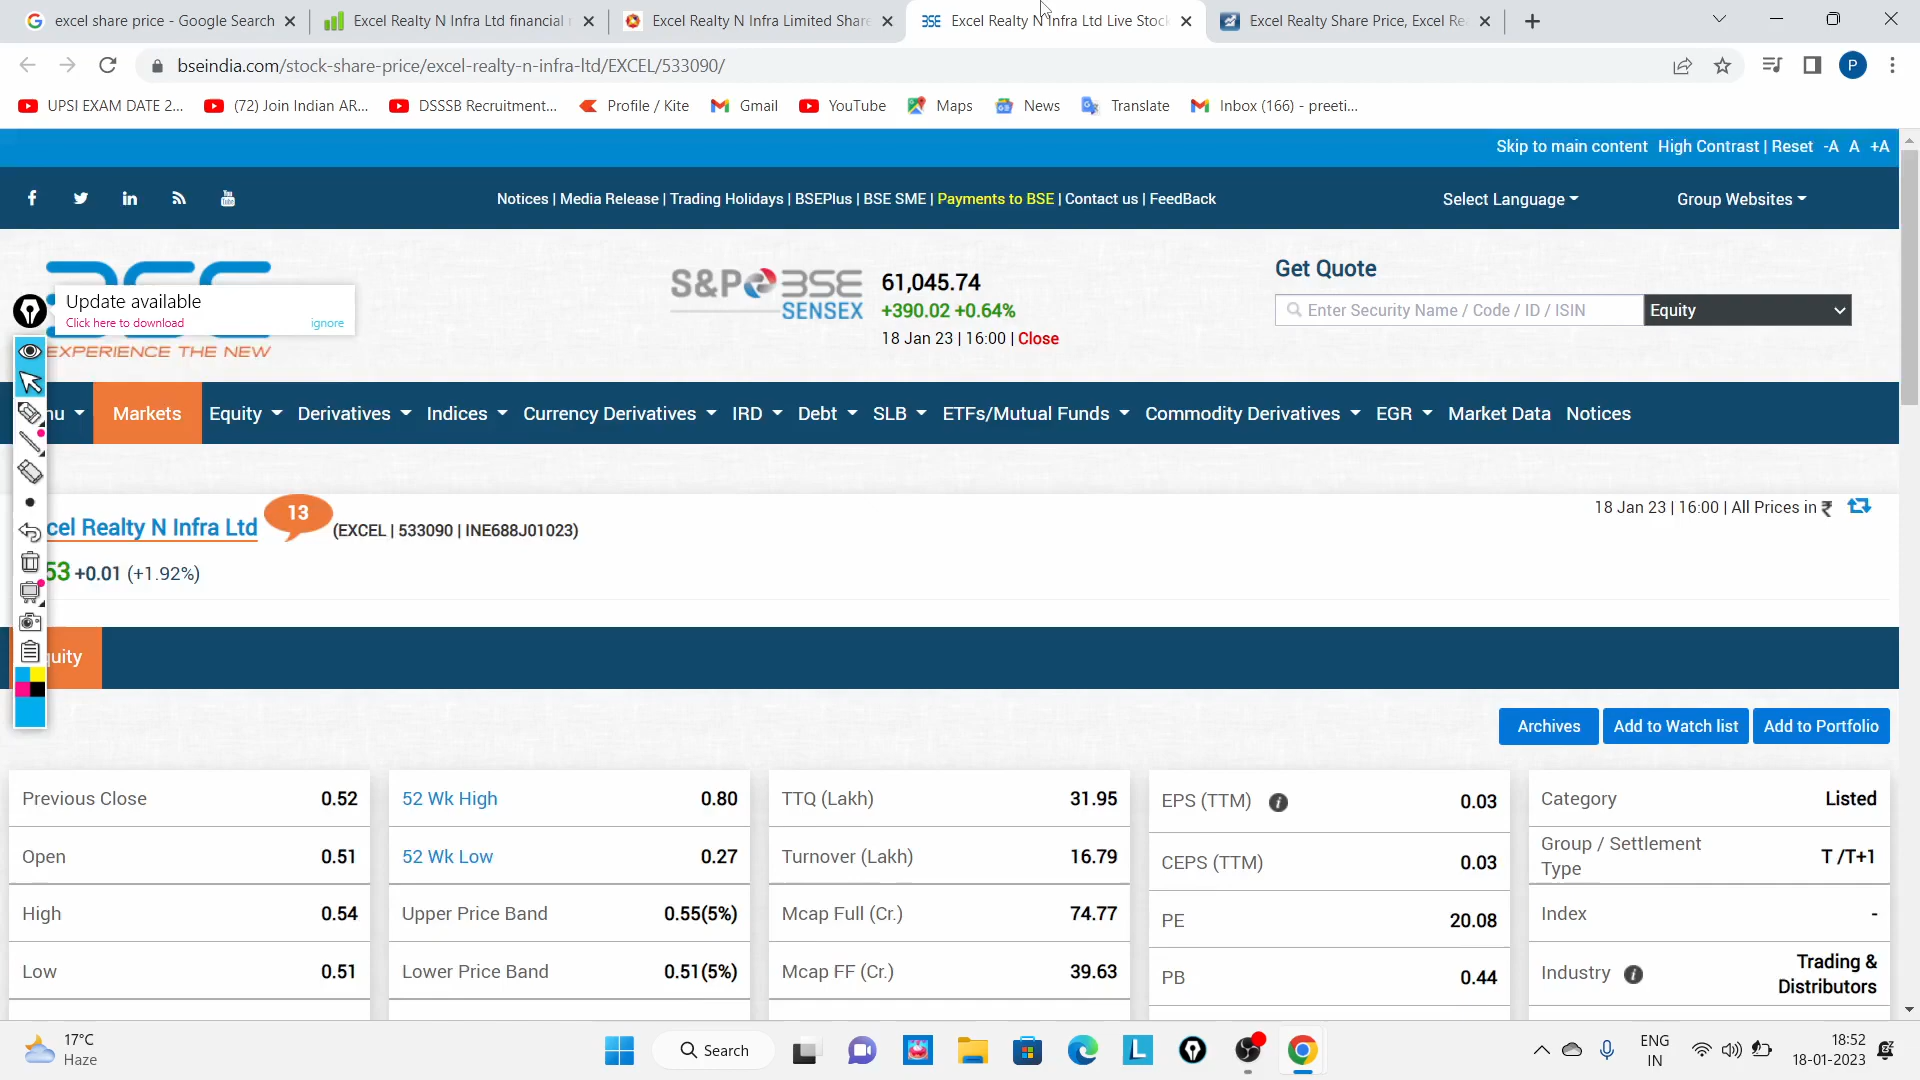 excel share price - Google Search
Excel Realty N Infra Ltd financial r
Excel Realty N Infra Limited Share
Excel Realty N Infra Ltd Live Stock
Excel Realty Share Price, Excel Re
bseindia.com/stock-share-price/excel-realty-n-infra-ltd/EXCEL/533090/
P
UPSI EXAM DATE 2...
(72) Join Indian AR...
DSSSB Recruitment...
Profile / Kite
Gmail
YouTube
Maps
News
Translate
Inbox (166) - preeti...
Skip to main content High Contrast | Reset -A A +A
Notices | Media Release | Trading Holidays | BSEPlus | BSE SME | Payments to BSE | Contact us | FeedBack
Select Language
Group Websites
Update available
Click here to download
ignore
EXPERIENCE THE NEW
S&P BSE
SENSEX
61,045.74
+390.02 +0.64%
18 Jan 23 | 16:00 | Close
Get Quote
Enter Security Name / Code / ID / ISIN
Equity
nu
Markets
Equity
Derivatives
Indices
Currency Derivatives
IRD
Debt
SLB
ETFs/Mutual Funds
Commodity Derivatives
EGR
Market Data
Notices
cel Realty N Infra Ltd
13
(EXCEL | 533090 | INE688J01023)
18 Jan 23 | 16:00 | All Prices in ₹
53 +0.01 (+1.92%)
quity
Archives
Add to Watch list
Add to Portfolio
Previous Close 0.52
Open 0.51
High 0.54
Low 0.51
52 Wk High 0.80
52 Wk Low 0.27
Upper Price Band 0.55(5%)
Lower Price Band 0.51(5%)
TTQ (Lakh) 31.95
Turnover (Lakh) 16.79
Mcap Full (Cr.) 74.77
Mcap FF (Cr.) 39.63
EPS (TTM) 0.03
CEPS (TTM) 0.03
PE 20.08
PB 0.44
Category Listed
Group / Settlement
Type T /T+1
Index -
Industry Trading &
Distributors
17°C
Haze
Search
ENG
IN
18:52
18-01-2023